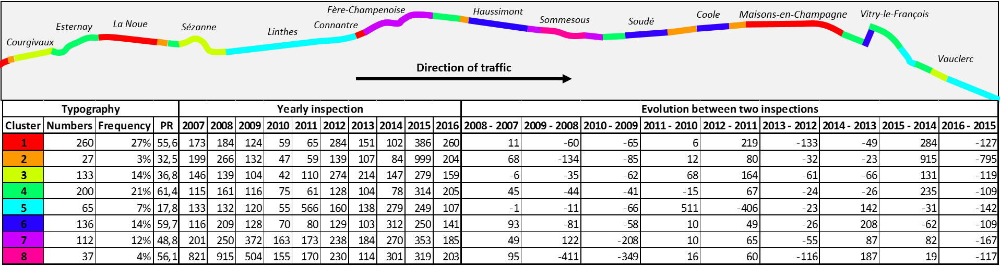 Fère-Champenoise
Haussimont
Coole
Maisons-en-Champagne
Vitry-le-François
Esternay
La Noue
Sézanne
Connantre
Sommesous
Soudé
Linthes
Courgivaux
Vauclerc
Direction of traffic
Typography Yearly inspection Evolution between two inspections
Cluster Numbers Frequency PR 2007 2008 2009 2010 2011 2012 2013 2014 2015 2016 2008 - 2007 2009 - 2008 2010 - 2009 2011 - 2010 2012 - 2011 2013 - 2012 2014 - 2013 2015 - 2014 2016 - 2015
1 260 27% 55,6 173 184 124 59 65 284 151 102 386 260 11 -60 -65 6 219 -133 -49 284 -127
2 27 3% 32,5 199 266 132 47 59 139 107 84 999 204 68 -134 -85 12 80 -32 -23 915 -795
3 133 14% 36,8 146 139 104 42 110 274 214 147 279 159 -6 -35 -62 68 164 -61 -66 131 -119
4 200 21% 61,4 115 161 116 75 61 128 104 78 314 205 45 -44 -41 -15 67 -24 -26 235 -109
5 65 7% 17,8 133 132 120 55 566 160 138 279 249 107 -1 -11 -66 511 -406 -23 142 -31 -142
6 136 14% 59,7 116 209 128 70 80 129 103 312 250 141 93 -81 -58 10 49 -26 208 -62 -109
7 112 12% 48,8 201 250 372 163 173 238 184 270 353 185 49 122 -208 10 65 -55 87 82 -167
8 37 4% 56,1 821 915 504 155 170 230 114 301 319 203 95 -411 -349 16 60 -116 187 19 -117